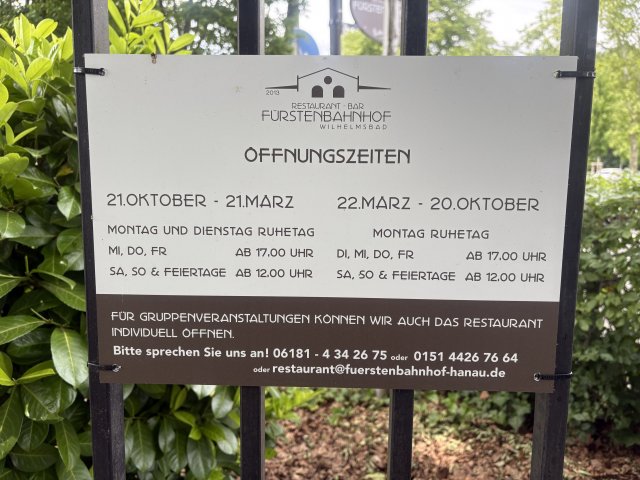 FÜRSTEN
2013
RESTAURANT · BAR
FÜRSTENBAHNHOF
WILHELMSBAD
ÖFFNUNGSZEITEN
21.OKTOBER - 21.MÄRZ
MONTAG UND DIENSTAG RUHETAG
MI, DO, FR AB 17.00 UHR
SA, SO & FEIERTAGE AB 12.00 UHR
22.MÄRZ - 20.OKTOBER
MONTAG RUHETAG
DI, MI, DO, FR AB 17.00 UHR
SA, SO & FEIERTAGE AB 12.00 UHR
FÜR GRUPPENVERANSTALTUNGEN KÖNNEN WIR AUCH DAS RESTAURANT
INDIVIDUELL ÖFFNEN.
Bitte sprechen Sie uns an! 06181 - 4 34 26 75 oder 0151 4426 76 64
oder restaurant@fuerstenbahnhof-hanau.de